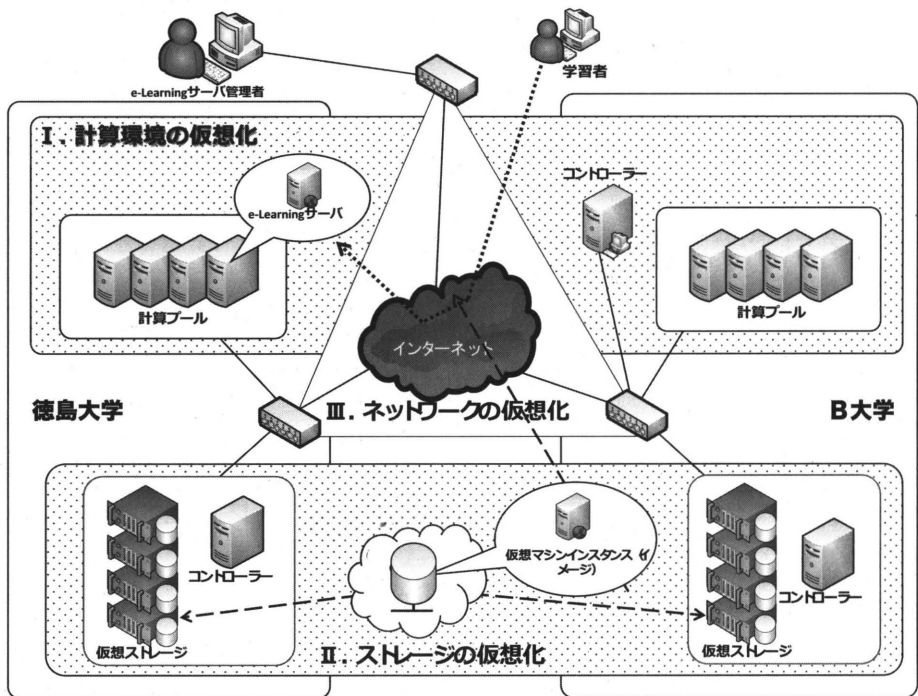 e-Learningサーバ管理者
学習者
Ⅰ．計算環境の仮想化
e-Learningサーバ
計算プール
コントローラー
計算プール
インターネット
徳島大学
Ⅲ．ネットワークの仮想化
B大学
コントローラー
仮想ストレージ
仮想マシンインスタンス（イ
メージ）
コントローラー
仮想ストレージ
Ⅱ．ストレージの仮想化